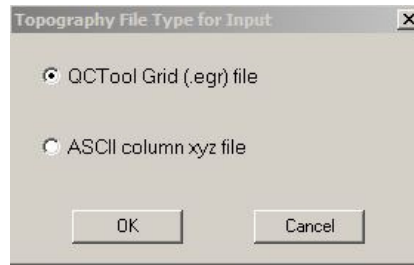 Topography File Type for Input
QCTool Grid (.egr) file
ASCII column xyz file
OK Cancel